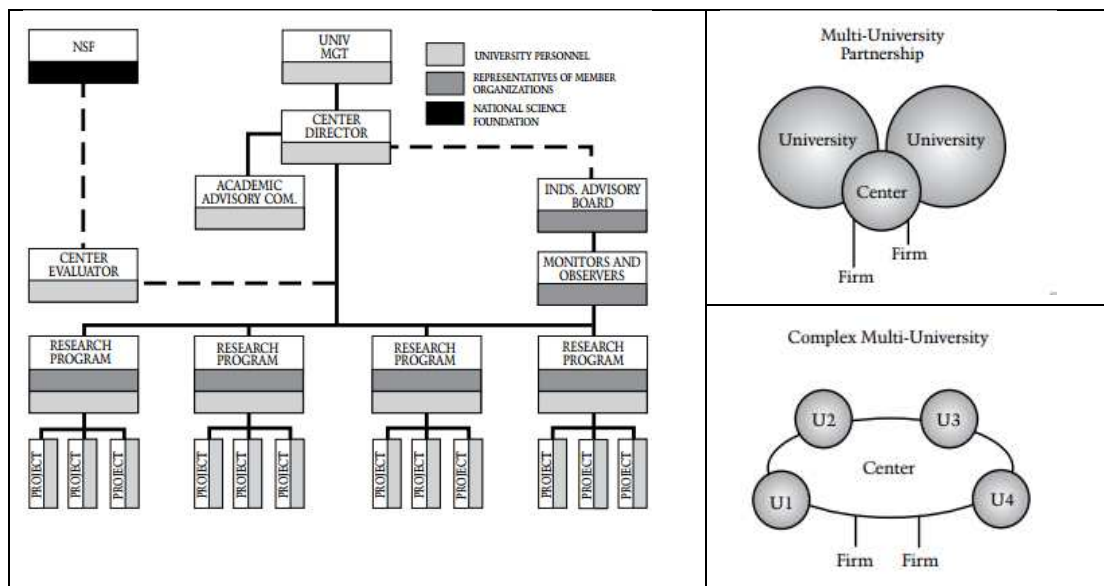 NSF
UNIV
MGT
UNIVERSITY PERSONNEL
REPRESENTATIVES OF MEMBER
ORGANIZATIONS
NATIONAL SCIENCE
FOUNDATION
CENTER
DIRECTOR
ACADEMIC
ADVISORY COM.
INDS. ADVISORY
BOARD
CENTER
EVALUATOR
MONITORS AND
OBSERVERS
RESEARCH
PROGRAM
RESEARCH
PROGRAM
RESEARCH
PROGRAM
RESEARCH
PROGRAM
PROJECT
PROJECT
PROJECT
PROJECT
PROJECT
PROJECT
PROJECT
PROJECT
PROJECT
PROJECT
PROJECT
PROJECT
Multi-University
Partnership
University
University
Center
Firm
Firm
Complex Multi-University
U2
U3
Center
U1
U4
Firm
Firm